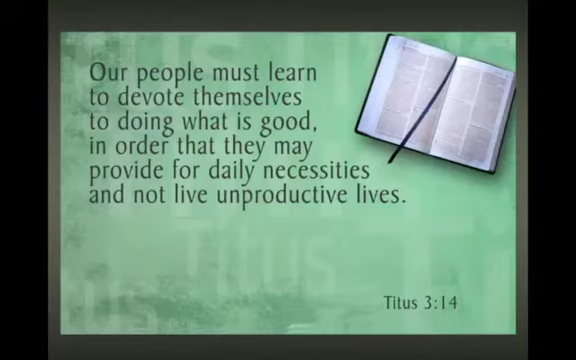 Our people must learn
to devote themselves
to doing what is good,
in order that they may
provide for daily necessities
and not live unproductive lives.
Titus
Titus 3:14